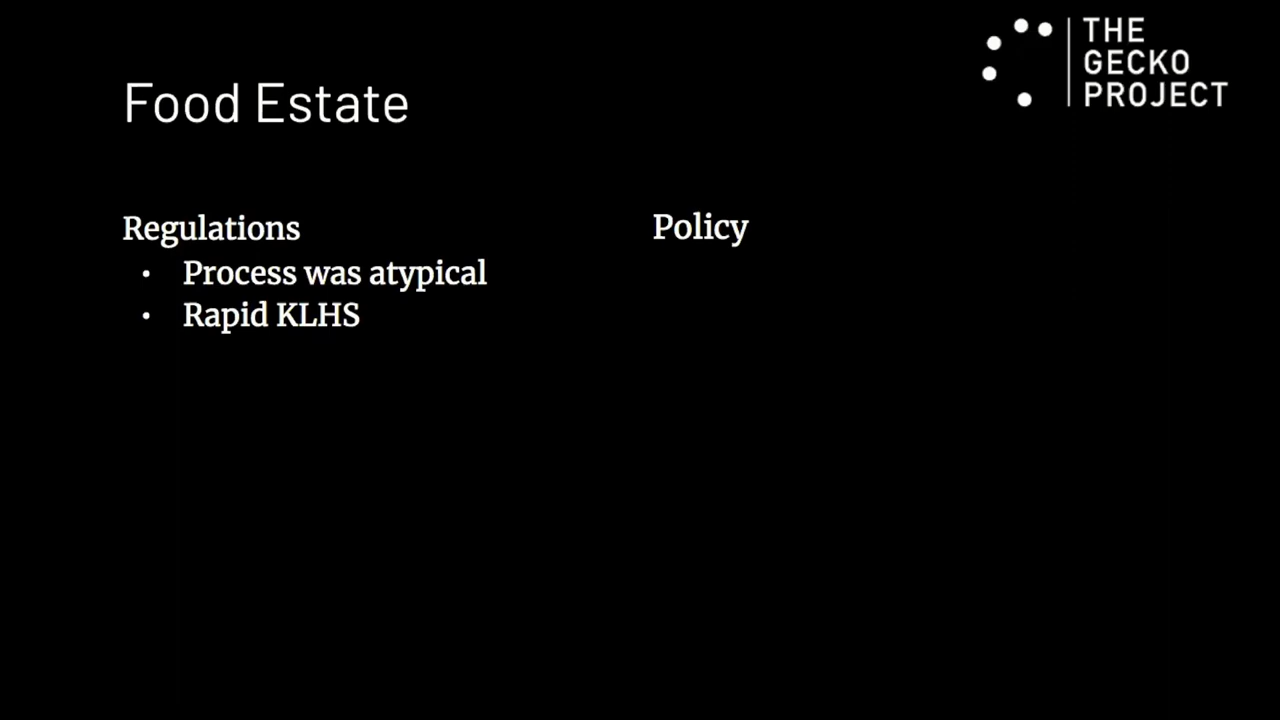 THE
GECKO
PROJECT
Food Estate
Regulations
• Process was atypical
• Rapid KLHS
Policy